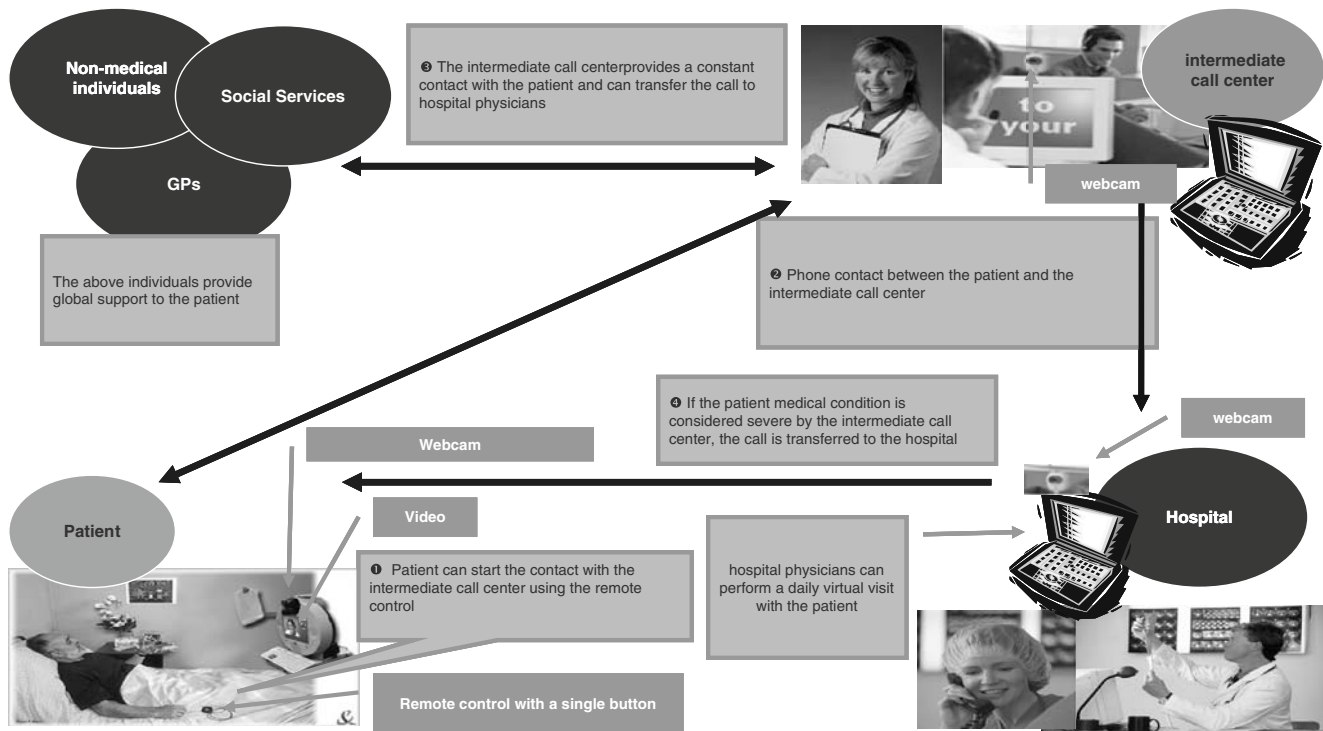 Non-medical
individuals
Social Services
GPs
The above individuals provide
global support to the patient
❸ The intermediate call centerprovides a constant
contact with the patient and can transfer the call to
hospital physicians
to
your
intermediate
call center
webcam
❷ Phone contact between the patient and the
intermediate call center
❹ If the patient medical condition is
considered severe by the intermediate call
center, the call is transferred to the hospital
webcam
Webcam
Patient
Video
Hospital
❶ Patient can start the contact with the
intermediate call center using the remote
control
hospital physicians can
perform a daily virtual visit
with the patient
Remote control with a single button
&